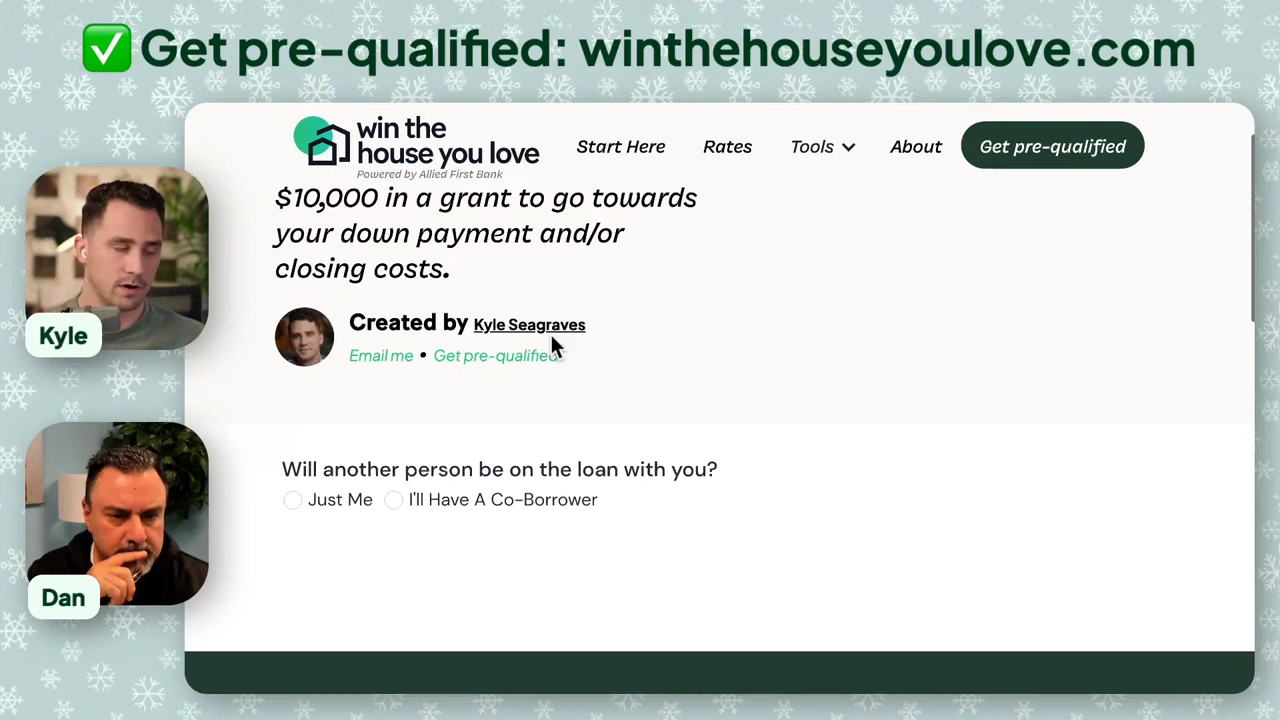 ✅ Get pre-qualified: winthehouseyoulove.com
win the
house you love
Powered by Allied First Bank
Start Here
Rates
Tools
About
Get pre-qualified
$10,000 in a grant to go towards
your down payment and/or
closing costs.
Created by Kyle Seagraves
Email me • Get pre-qualified
Kyle
Will another person be on the loan with you?
Just Me
I'll Have A Co-Borrower
Dan